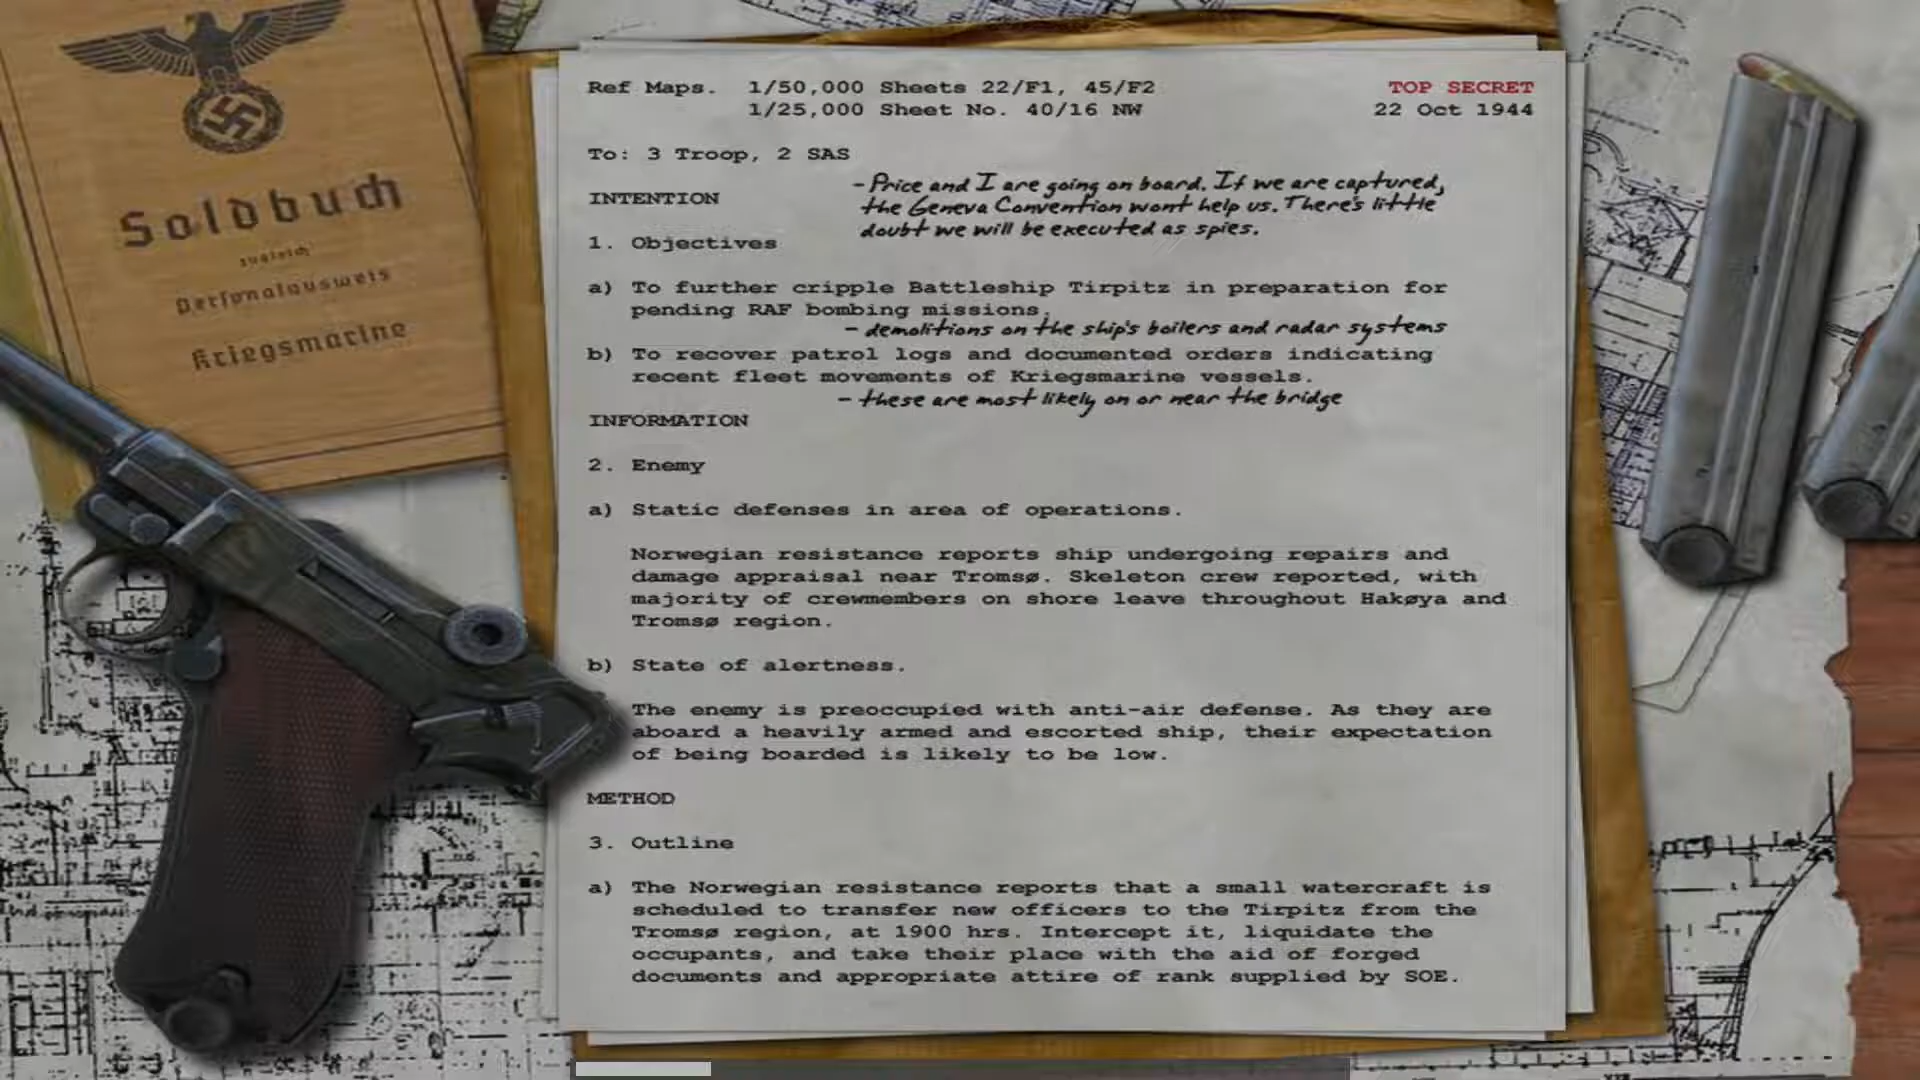 Soldbuch
zugleich
Personalausweis
Kriegsmarine
Ref Maps. 1/50,000 Sheets 22/F1, 45/F2
1/25,000 Sheet No. 40/16 NW
TOP SECRET
22 Oct 1944
To: 3 Troop, 2 SAS
- Price and I are going on board. If we are captured,
the Geneva Convention wont help us. There's little
doubt we will be executed as spies.
INTENTION
1. Objectives
a) To further cripple Battleship Tirpitz in preparation for
pending RAF bombing missions.
- demolitions on the ship's boilers and radar systems
b) To recover patrol logs and documented orders indicating
recent fleet movements of Kriegsmarine vessels.
- these are most likely on or near the bridge
INFORMATION
2. Enemy
a) Static defenses in area of operations.
Norwegian resistance reports ship undergoing repairs and
damage appraisal near Tromsø. Skeleton crew reported, with
majority of crewmembers on shore leave throughout Hakøya and
Tromsø region.
b) State of alertness.
The enemy is preoccupied with anti-air defense. As they are
aboard a heavily armed and escorted ship, their expectation
of being boarded is likely to be low.
METHOD
3. Outline
a) The Norwegian resistance reports that a small watercraft is
scheduled to transfer new officers to the Tirpitz from the
Tromsø region, at 1900 hrs. Intercept it, liquidate the
occupants, and take their place with the aid of forged
documents and appropriate attire of rank supplied by SOE.